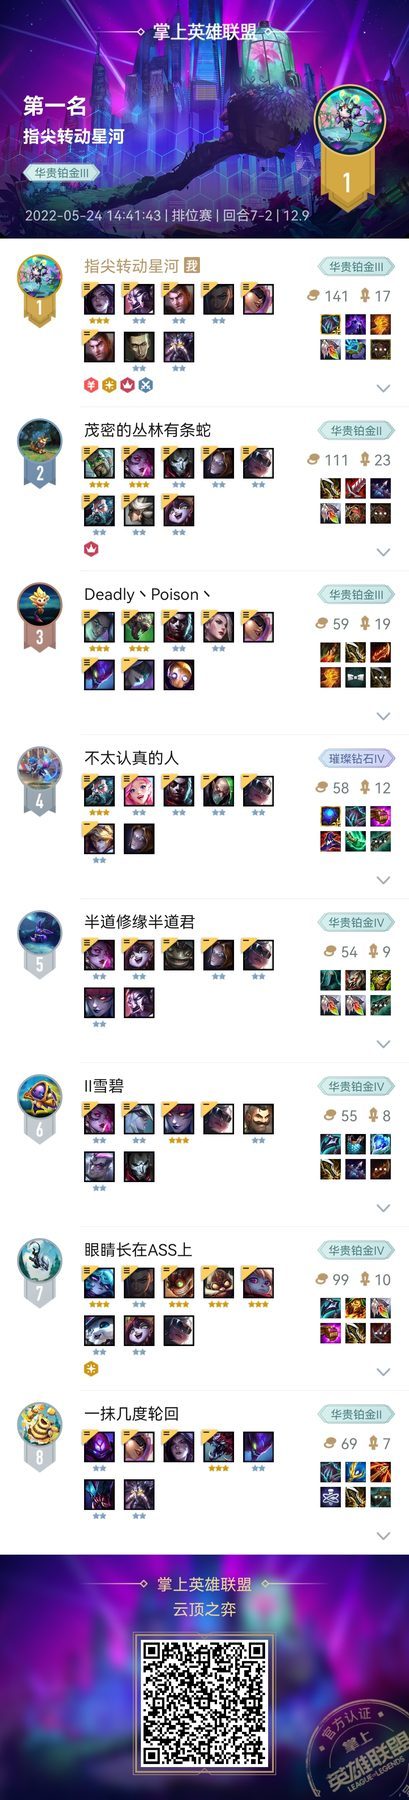 掌上英雄联盟
第一名
指尖转动星河
华贵铂金III
1
2022-05-24 14:41:43 | 排位赛 | 回合7-2 | 12.9
指尖转动星河 我
华贵铂金III
1
141 17
茂密的丛林有条蛇
华贵铂金II
2
111 23
Deadly丶Poison丶
华贵铂金III
3
59 19
不太认真的人
璀璨钻石IV
4
58 12
半道修缘半道君
华贵铂金IV
5
54 9
II雪碧
华贵铂金IV
6
55 8
眼睛长在ASS上
华贵铂金IV
7
99 10
一抹几度轮回
华贵铂金II
8
69 7
掌上英雄联盟
云顶之弈
官方认证
掌上
英雄联盟
LEAGUE OF LEGENDS